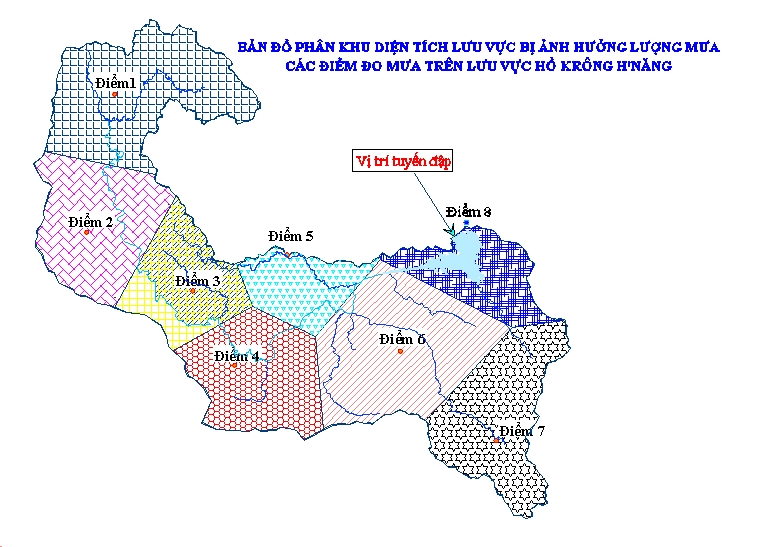 BẢN ĐỒ PHÂN KHU DIỆN TÍCH LƯU VỰC BỊ ẢNH HƯỞNG LƯỢNG MƯA
CÁC ĐIỂM ĐO MƯA TRÊN LƯU VỰC HỒ KRÔNG H'NĂNG
Điểm1
Vị trí tuyến đập
Điểm 8
Điểm 2
Điểm 5
Điểm 3
Điểm 6
Điểm 4
Điểm 7